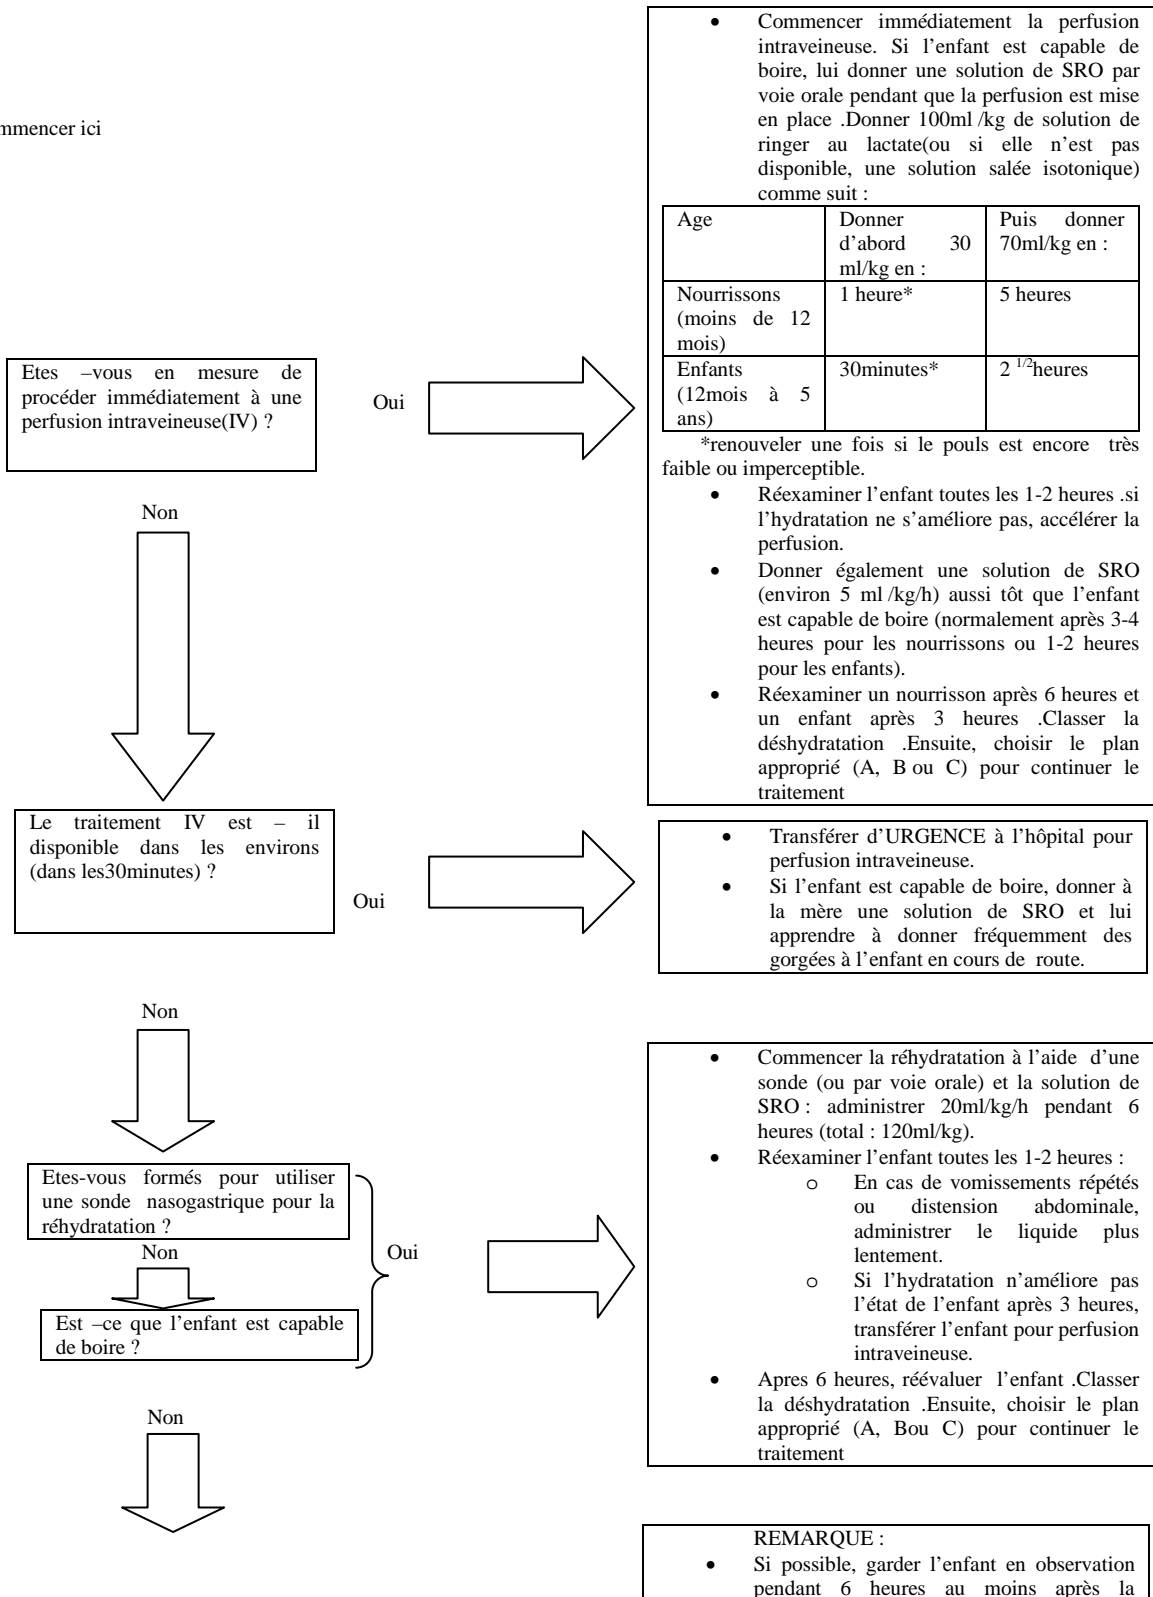 mmencer ici
• Commencer immédiatement la perfusion
intraveineuse. Si l’enfant est capable de
boire, lui donner une solution de SRO par
voie orale pendant que la perfusion est mise
en place .Donner 100ml /kg de solution de
ringer au lactate(ou si elle n’est pas
disponible, une solution salée isotonique)
comme suit :
Age
Donner
d’abord 30
ml/kg en :
Puis donner
70ml/kg en :
Nourrissons
(moins de 12
mois)
1 heure*
5 heures
Enfants
(12mois à 5
ans)
30minutes*
2 1/2heures
*renouveler une fois si le pouls est encore très
faible ou imperceptible.
• Réexaminer l’enfant toutes les 1-2 heures .si
l’hydratation ne s’améliore pas, accélérer la
perfusion.
• Donner également une solution de SRO
(environ 5 ml /kg/h) aussi tôt que l’enfant
est capable de boire (normalement après 3-4
heures pour les nourrissons ou 1-2 heures
pour les enfants).
• Réexaminer un nourrisson après 6 heures et
un enfant après 3 heures .Classer la
déshydratation .Ensuite, choisir le plan
approprié (A, B ou C) pour continuer le
traitement
Etes –vous en mesure de
procéder immédiatement à une
perfusion intraveineuse(IV) ?
Oui
Non
Le traitement IV est – il
disponible dans les environs
(dans les30minutes) ?
Oui
• Transférer d’URGENCE à l’hôpital pour
perfusion intraveineuse.
• Si l’enfant est capable de boire, donner à
la mère une solution de SRO et lui
apprendre à donner fréquemment des
gorgées à l’enfant en cours de route.
Non
Etes-vous formés pour utiliser
une sonde nasogastrique pour la
réhydratation ?
Non
Oui
Est –ce que l’enfant est capable
de boire ?
• Commencer la réhydratation à l’aide d’une
sonde (ou par voie orale) et la solution de
SRO : administrer 20ml/kg/h pendant 6
heures (total : 120ml/kg).
• Réexaminer l’enfant toutes les 1-2 heures :
o En cas de vomissements répétés
ou distension abdominale,
administrer le liquide plus
lentement.
o Si l’hydratation n’améliore pas
l’état de l’enfant après 3 heures,
transférer l’enfant pour perfusion
intraveineuse.
• Apres 6 heures, réévaluer l’enfant .Classer
la déshydratation .Ensuite, choisir le plan
approprié (A, Bou C) pour continuer le
traitement
Non
REMARQUE :
• Si possible, garder l’enfant en observation
pendant 6 heures au moins après la